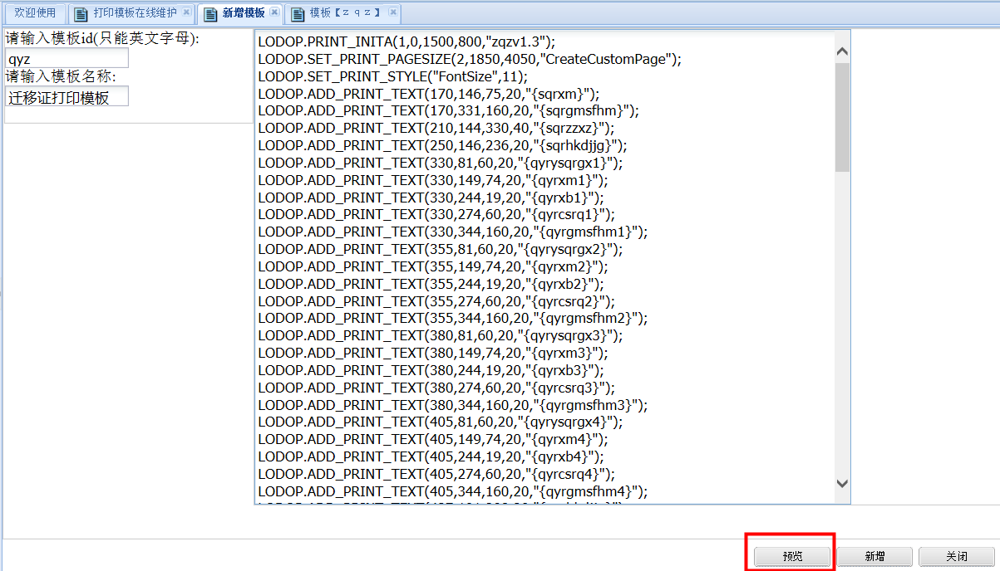 欢迎使用 打印模板在线维护 新增模板 模板【zqz】
请输入模板id(只能英文字母):
qyz
请输入模板名称:
迁移证打印模板
LODOP.PRINT_INITA(1,0,1500,800,"zqzv1.3");
LODOP.SET_PRINT_PAGESIZE(2,1850,4050,"CreateCustomPage");
LODOP.SET_PRINT_STYLE("FontSize",11);
LODOP.ADD_PRINT_TEXT(170,146,75,20,"{sqrxm}");
LODOP.ADD_PRINT_TEXT(170,331,160,20,"{sqrgmsfhm}");
LODOP.ADD_PRINT_TEXT(210,144,330,40,"{sqrzzxz}");
LODOP.ADD_PRINT_TEXT(250,146,236,20,"{sqrhkdjjg}");
LODOP.ADD_PRINT_TEXT(330,81,60,20,"{qyrysqrgx1}");
LODOP.ADD_PRINT_TEXT(330,149,74,20,"{qyrxm1}");
LODOP.ADD_PRINT_TEXT(330,244,19,20,"{qyrxb1}");
LODOP.ADD_PRINT_TEXT(330,274,60,20,"{qyrcsrq1}");
LODOP.ADD_PRINT_TEXT(330,344,160,20,"{qyrgmsfhm1}");
LODOP.ADD_PRINT_TEXT(355,81,60,20,"{qyrysqrgx2}");
LODOP.ADD_PRINT_TEXT(355,149,74,20,"{qyrxm2}");
LODOP.ADD_PRINT_TEXT(355,244,19,20,"{qyrxb2}");
LODOP.ADD_PRINT_TEXT(355,274,60,20,"{qyrcsrq2}");
LODOP.ADD_PRINT_TEXT(355,344,160,20,"{qyrgmsfhm2}");
LODOP.ADD_PRINT_TEXT(380,81,60,20,"{qyrysqrgx3}");
LODOP.ADD_PRINT_TEXT(380,149,74,20,"{qyrxm3}");
LODOP.ADD_PRINT_TEXT(380,244,19,20,"{qyrxb3}");
LODOP.ADD_PRINT_TEXT(380,274,60,20,"{qyrcsrq3}");
LODOP.ADD_PRINT_TEXT(380,344,160,20,"{qyrgmsfhm3}");
LODOP.ADD_PRINT_TEXT(405,81,60,20,"{qyrysqrgx4}");
LODOP.ADD_PRINT_TEXT(405,149,74,20,"{qyrxm4}");
LODOP.ADD_PRINT_TEXT(405,244,19,20,"{qyrxb4}");
LODOP.ADD_PRINT_TEXT(405,274,60,20,"{qyrcsrq4}");
LODOP.ADD_PRINT_TEXT(405,344,160,20,"{qyrgmsfhm4}");
预览 新增 关闭